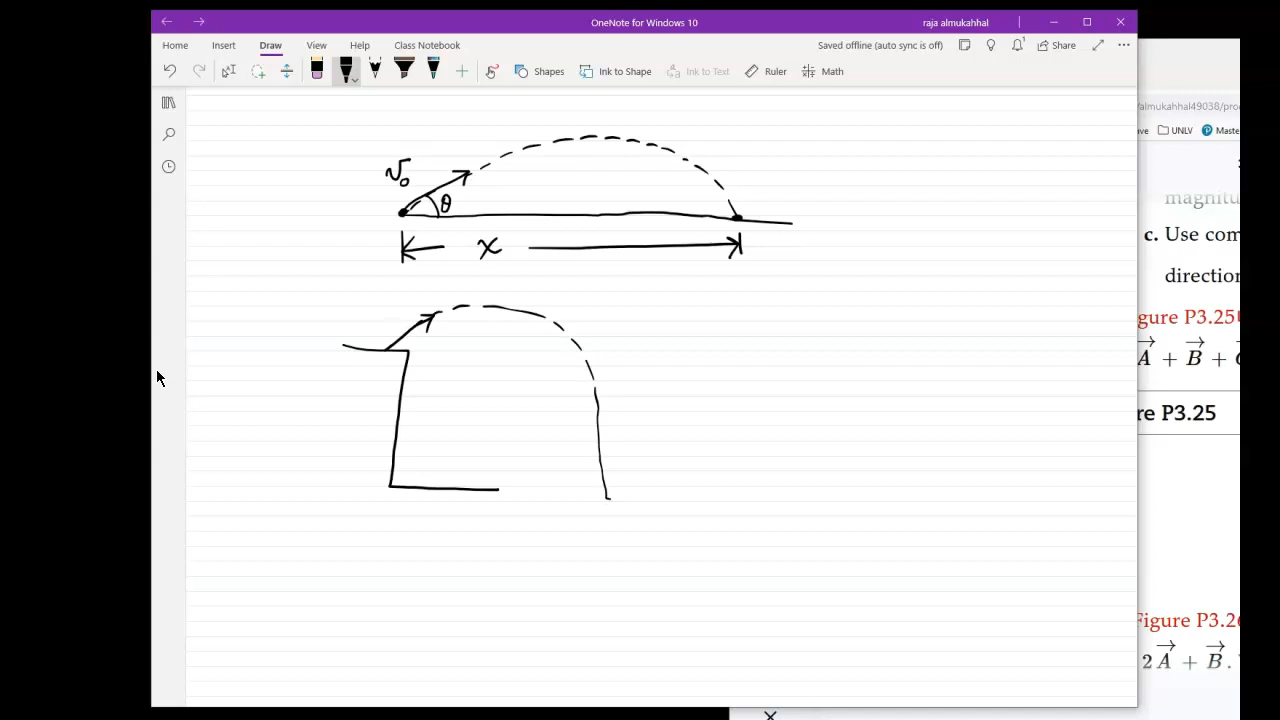 OneNote for Windows 10
raja almukahhal
Home Insert Draw View Help Class Notebook
Saved offline (auto sync is off)
Share
Shapes
Ink to Shape
Ink to Text
Ruler
Math
almukahhal49038/pro
UNLV
Maste
V₀
θ
x
magnitu
c. Use com
direction
gure P3.25
A + B +
re P3.25
Figure P3.2
2A + B.